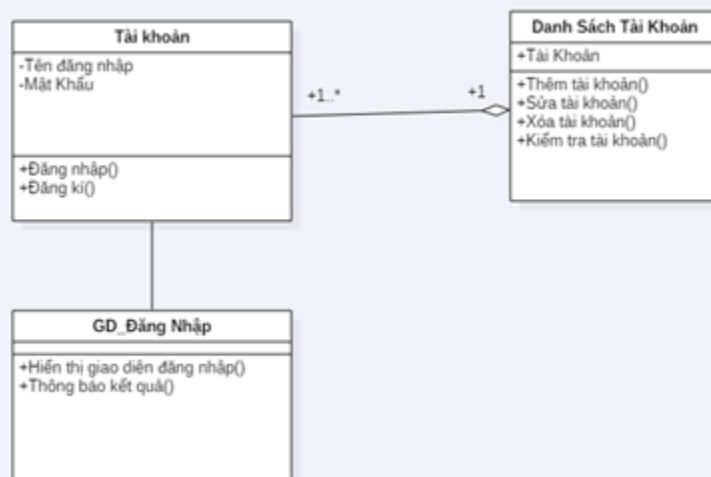 Tài khoản
-Tên đăng nhập
-Mật Khẩu
+Đăng nhập()
+Đăng kí()
+1..*
+1
Danh Sách Tài Khoản
+Tài Khoản
+Thêm tài khoản()
+Sửa tài khoản()
+Xóa tài khoản()
+Kiểm tra tài khoản()
GD_Đăng Nhập
+Hiển thị giao diện đăng nhập()
+Thông báo kết quả()